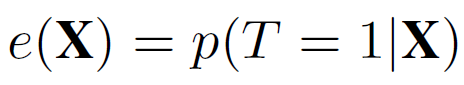 e(X) = p(T = 1|X)